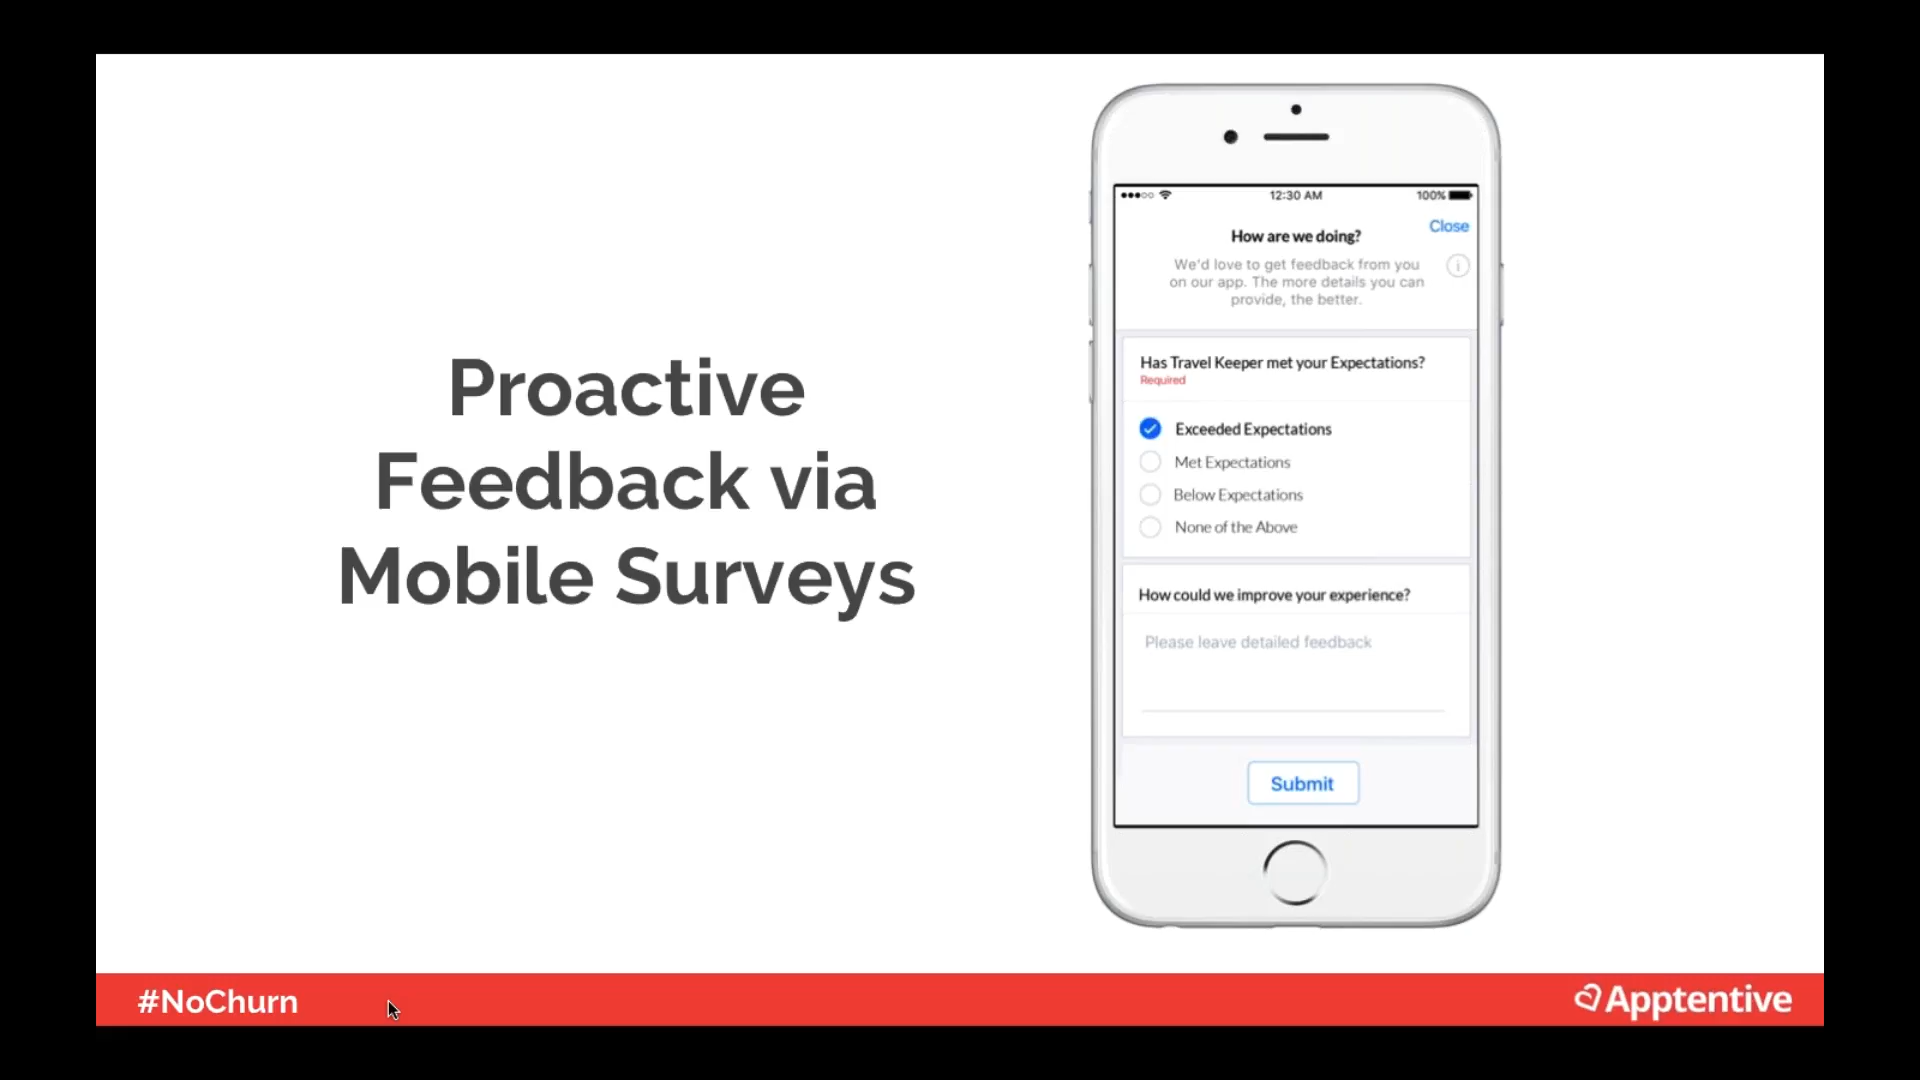 Proactive
Feedback via
Mobile Surveys
12:30 AM
100%
Close
How are we doing?
We'd love to get feedback from you
on our app. The more details you can
provide, the better.
Has Travel Keeper met your Expectations?
Required
Exceeded Expectations
Met Expectations
Below Expectations
None of the Above
How could we improve your experience?
Please leave detailed feedback
Submit
#NoChurn
Apptentive